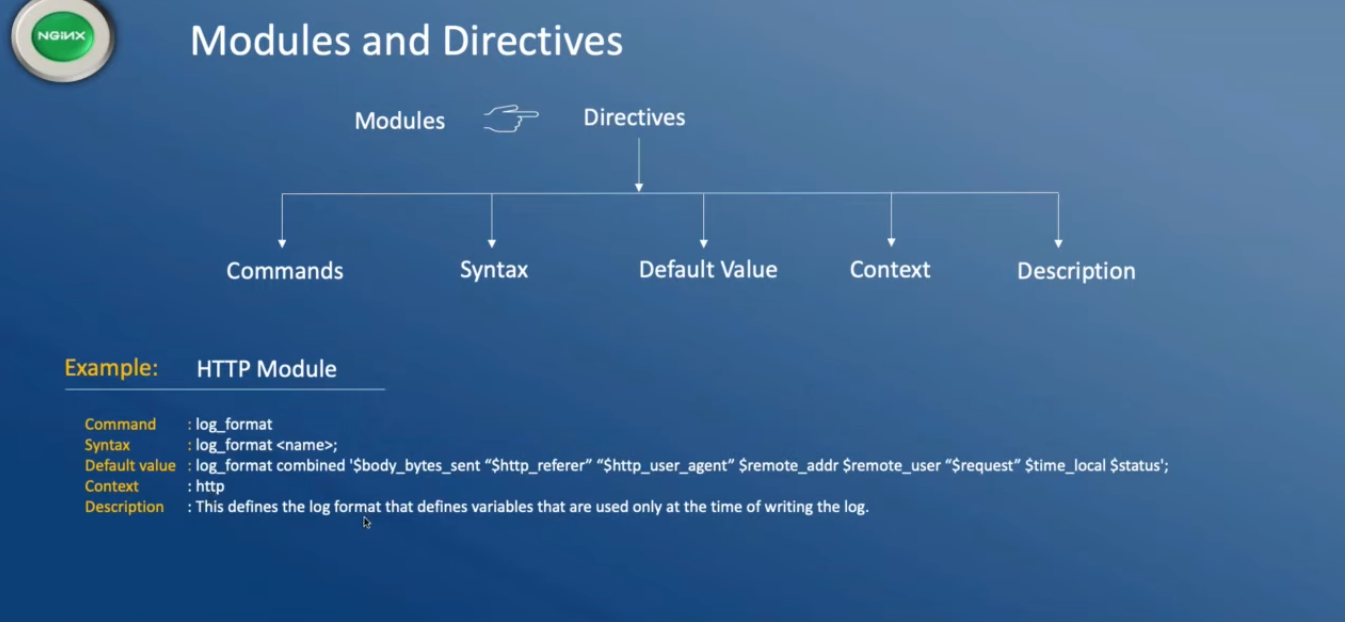 NGINX
Modules and Directives
Modules Directives
Commands Syntax Default Value Context Description
Example: HTTP Module
Command : log_format
Syntax : log_format <name>;
Default value : log_format combined '$body_bytes_sent “$http_referer” “$http_user_agent” $remote_addr $remote_user “$request” $time_local $status';
Context : http
Description : This defines the log format that defines variables that are used only at the time of writing the log.